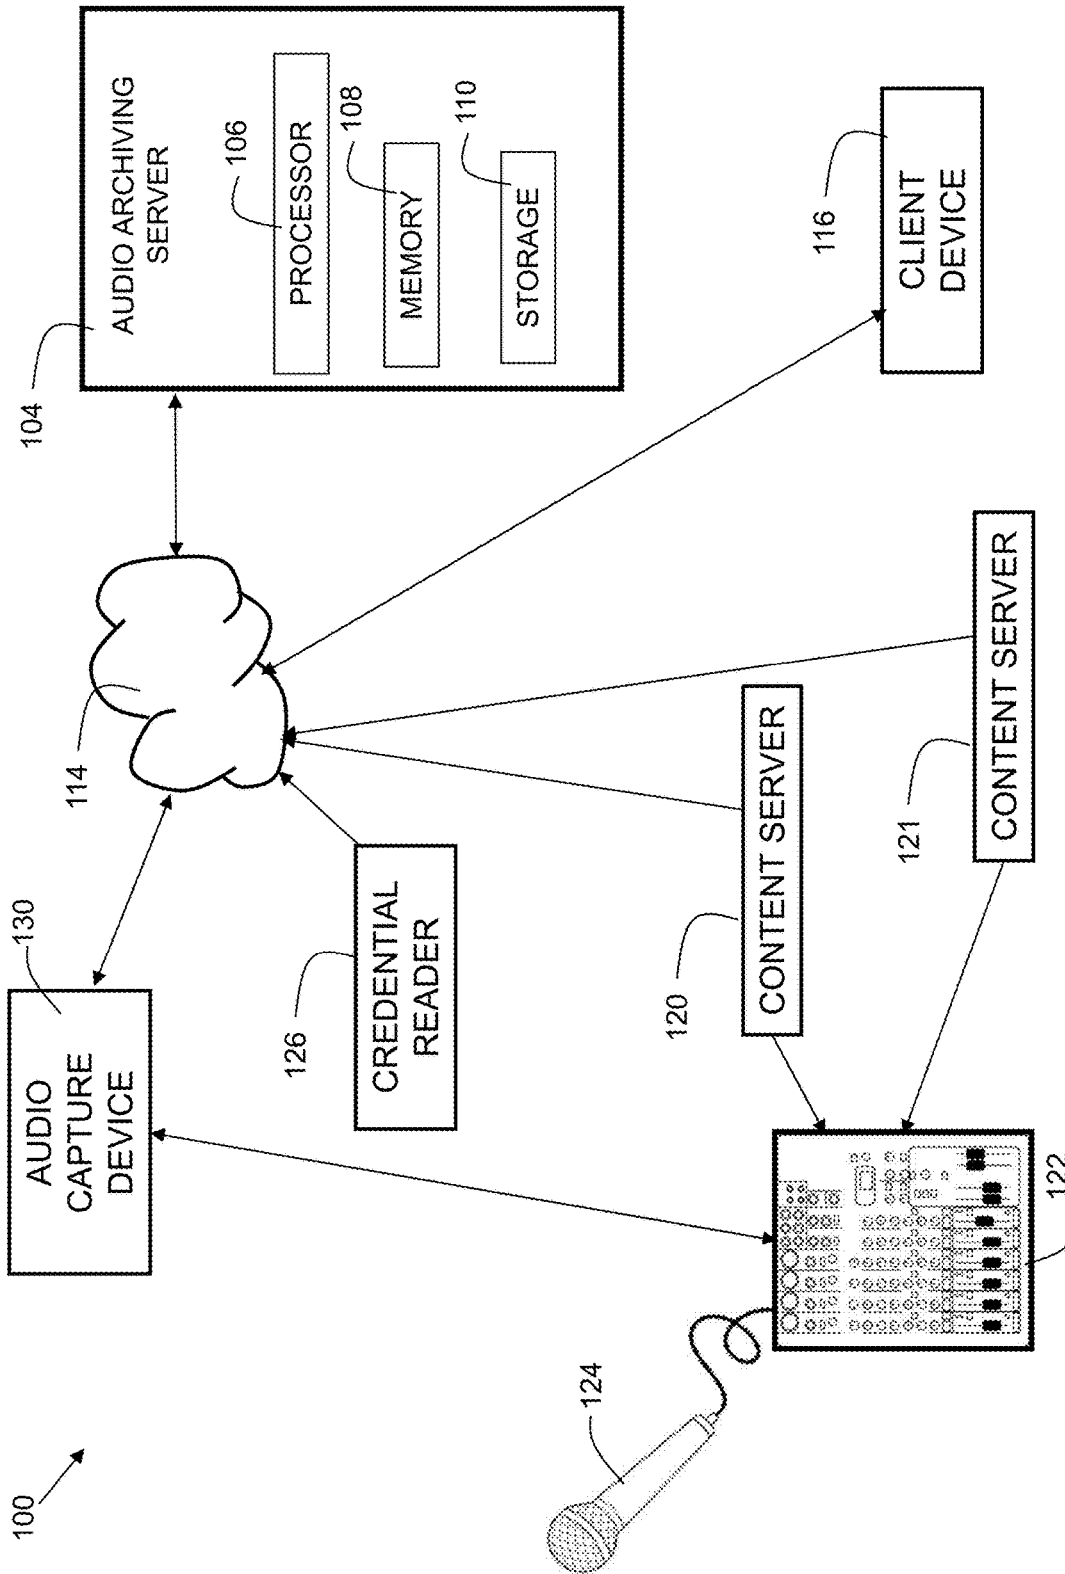 100
AUDIO
CAPTURE
DEVICE
130
114
104
AUDIO ARCHIVING
SERVER
106
PROCESSOR
108
MEMORY
110
STORAGE
126
CREDENTIAL
READER
124
122
120
CONTENT SERVER
121
CONTENT SERVER
116
CLIENT
DEVICE